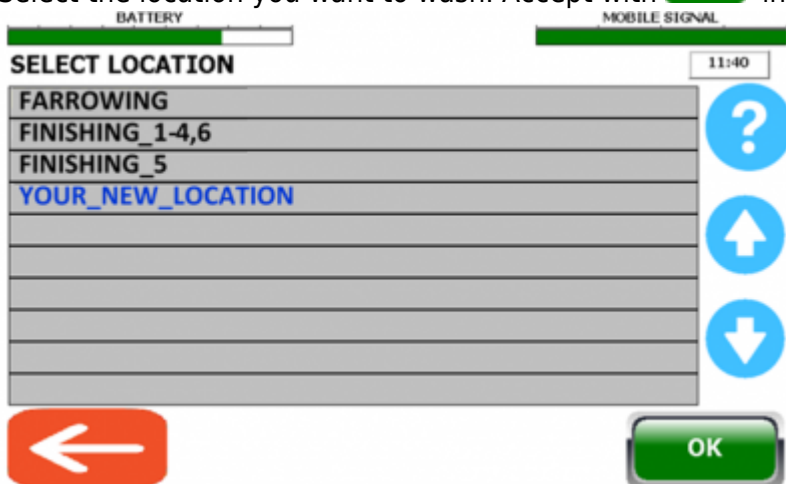 Select the location you want to wash. Accept with in
BATTERY MOBILE SIGNAL
SELECT LOCATION 11:40
FARROWING
FINISHING_1-4,6
FINISHING_5
YOUR_NEW_LOCATION
?
OK